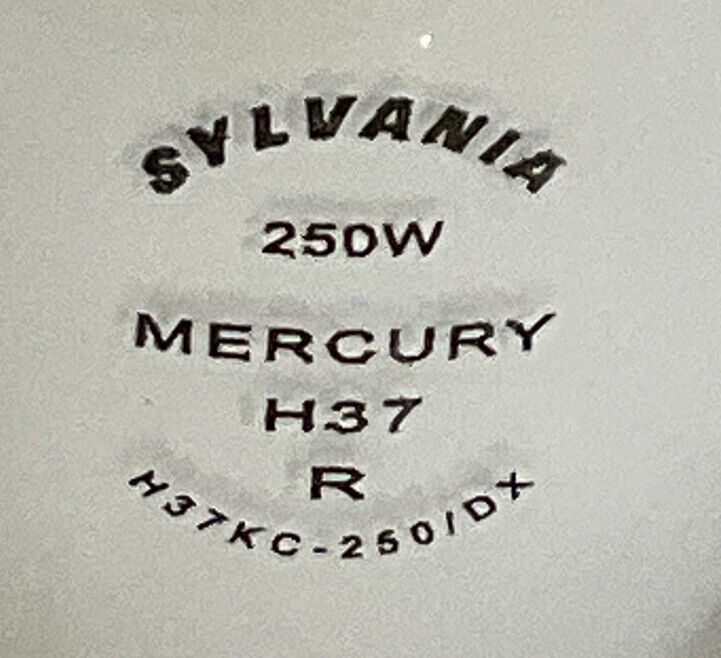 SYLVANIA
250W
MERCURY
H37
R
H37KC-250/DX